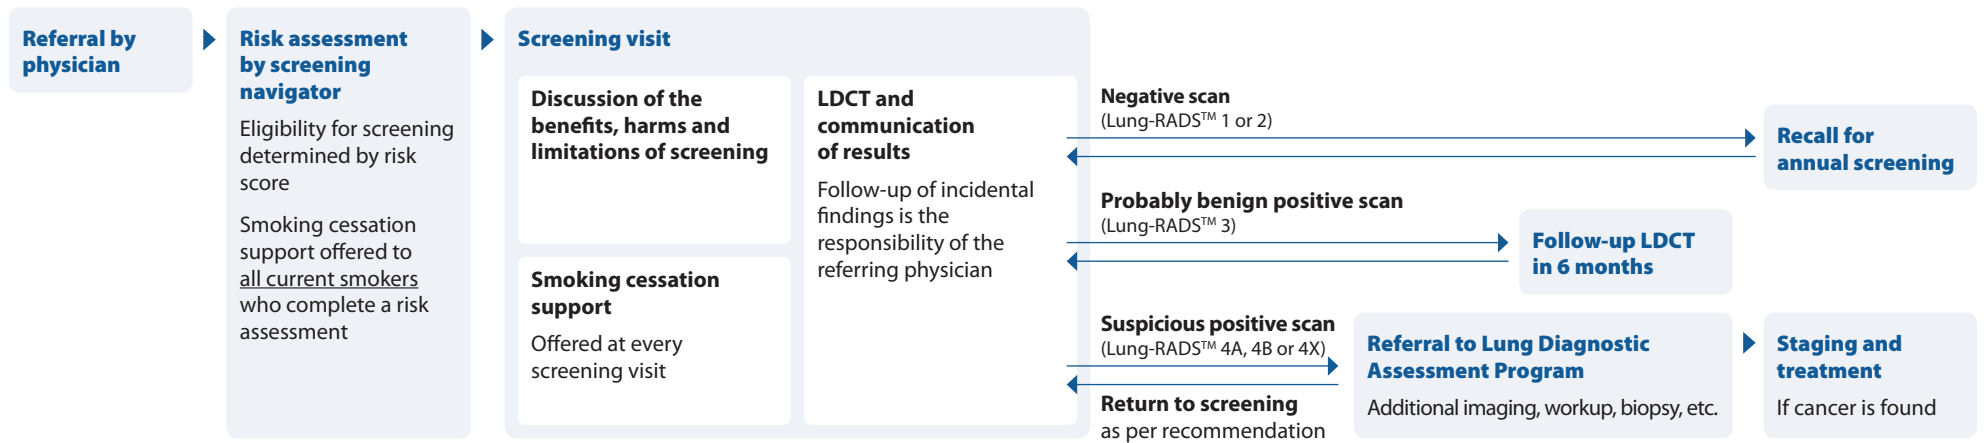 Referral by
physician
Risk assessment
by screening
navigator
Eligibility for screening
determined by risk
score
Smoking cessation
support offered to
all current smokers
who complete a risk
assessment
Screening visit
Discussion of the
benefits, harms and
limitations of screening
Smoking cessation
support
Offered at every
screening visit
LDCT and
communication
of results
Follow-up of incidental
findings is the
responsibility of the
referring physician
Negative scan
(Lung-RADS™ 1 or 2)
Recall for
annual screening
Probably benign positive scan
(Lung-RADS™ 3)
Follow-up LDCT
in 6 months
Suspicious positive scan
(Lung-RADS™ 4A, 4B or 4X)
Return to screening
as per recommendation
Referral to Lung Diagnostic
Assessment Program
Additional imaging, workup, biopsy, etc.
Staging and
treatment
If cancer is found